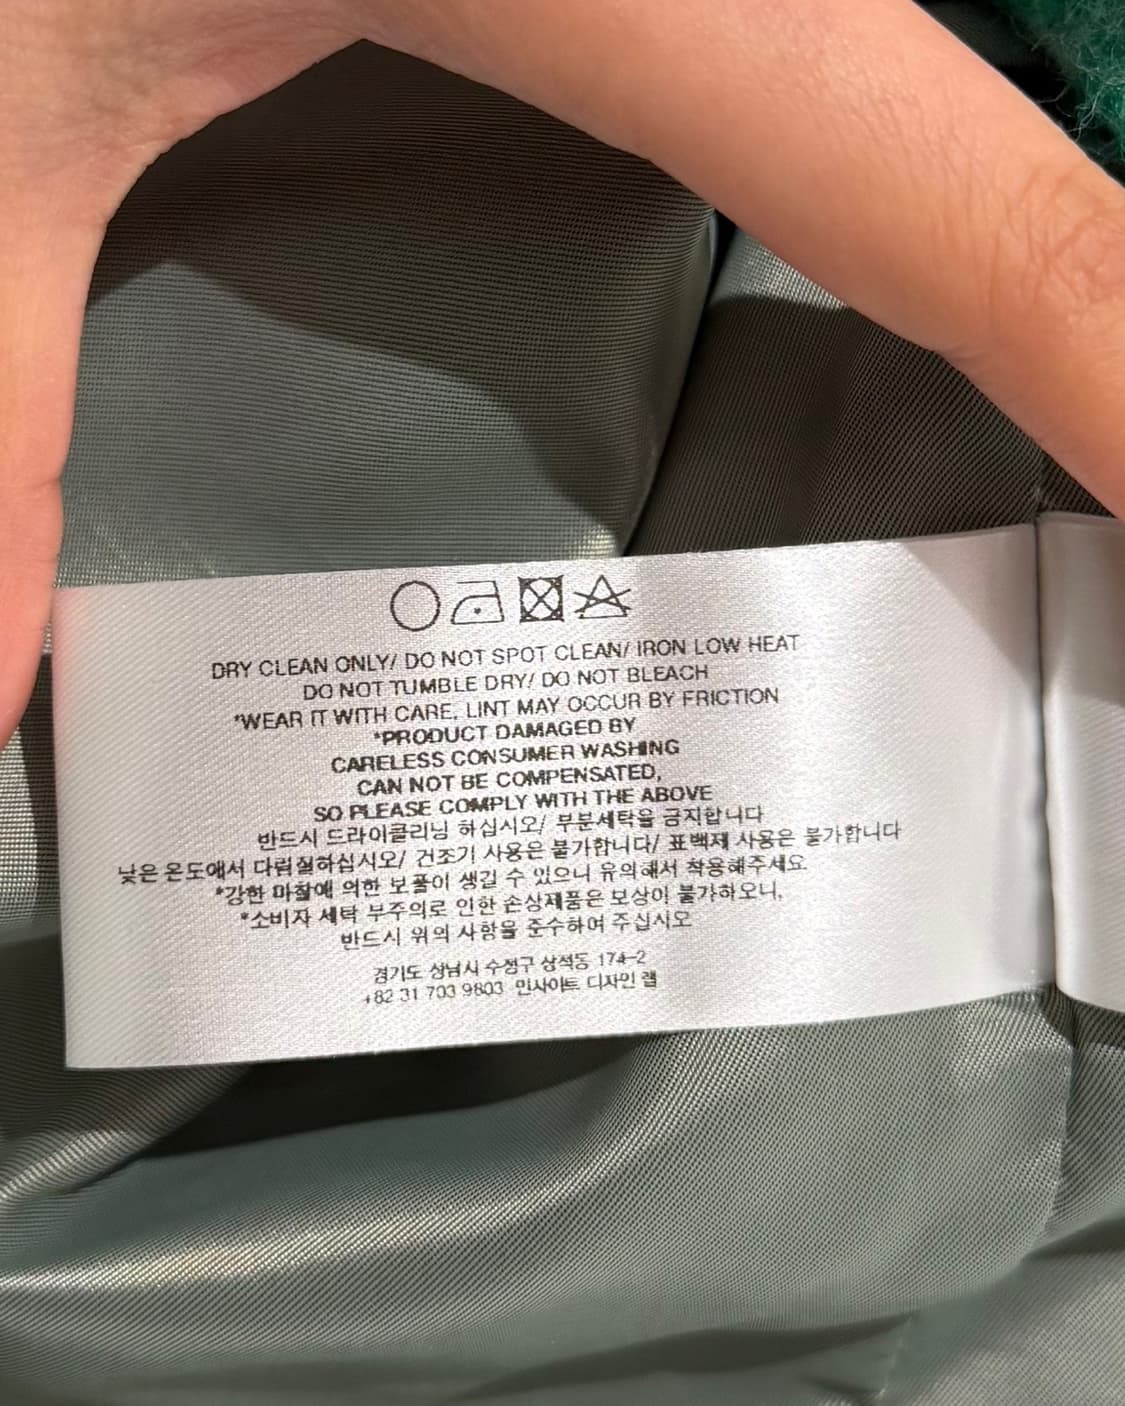 DRY CLEAN ONLY/ DO NOT SPOT CLEAN/ IRON LOW HEAT
DO NOT TUMBLE DRY/ DO NOT BLEACH
*WEAR IT WITH CARE, LINT MAY OCCUR BY FRICTION
*PRODUCT DAMAGED BY
CARELESS CONSUMER WASHING
CAN NOT BE COMPENSATED,
SO PLEASE COMPLY WITH THE ABOVE
반드시 드라이클리닝 하십시오/ 부분세탁을 금지합니다
낮은 온도에서 다림질하십시오/ 건조기 사용은 불가합니다/ 표백제 사용은 불가합니다
*강한 마찰에 의한 보풀이 생길 수 있으니 유의해서 착용해주세요.
*소비자 세탁 부주의로 인한 손상제품은 보상이 불가하오니,
반드시 위의 사항을 준수하여 주십시오
경기도 성남시 수정구 상적동 174-2
+82 31 703 9803 인사이트 디자인 랩